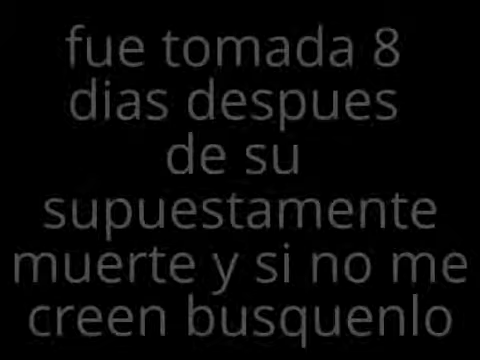 fue tomada 8
dias despues
de su
supuestamente
muerte y si no me
creen busquenlo